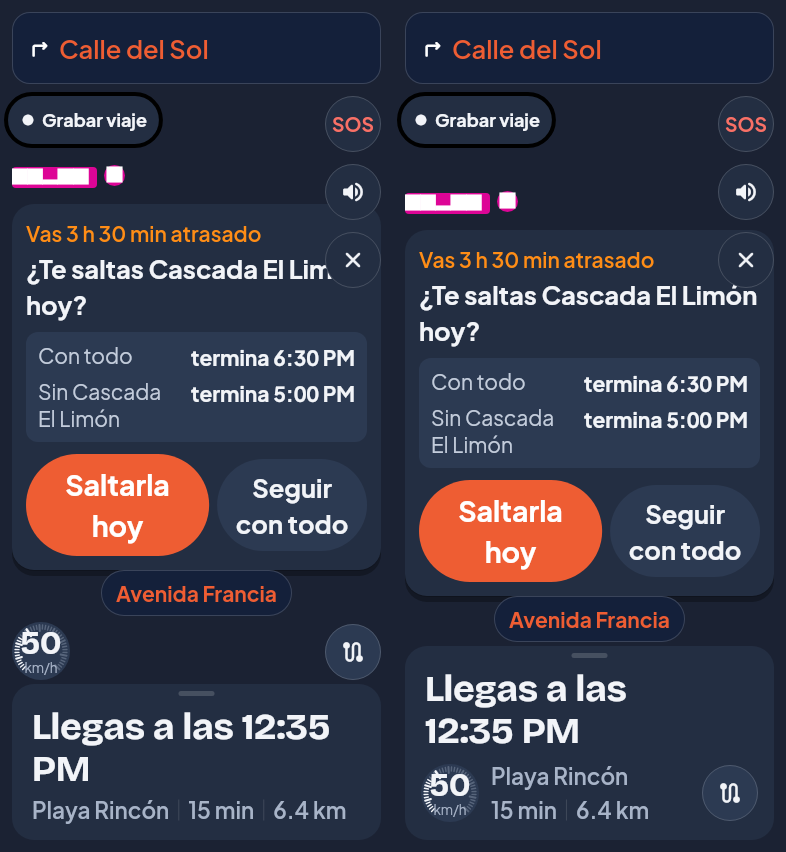 Calle del Sol
Grabar viaje
SOS
Vas 3 h 30 min atrasado
¿Te saltas Cascada El Lim
hoy?
Con todo
termina 6:30 PM
Sin Cascada
El Limón
termina 5:00 PM
Saltarla
hoy
Seguir
con todo
Avenida Francia
50
km/h
Llegas a las 12:35
PM
Playa Rincón
15 min
6.4 km
Calle del Sol
Grabar viaje
SOS
Vas 3 h 30 min atrasado
¿Te saltas Cascada El Limón
hoy?
Con todo
termina 6:30 PM
Sin Cascada
El Limón
termina 5:00 PM
Saltarla
hoy
Seguir
con todo
Avenida Francia
Llegas a las
12:35 PM
50
km/h
Playa Rincón
15 min
6.4 km